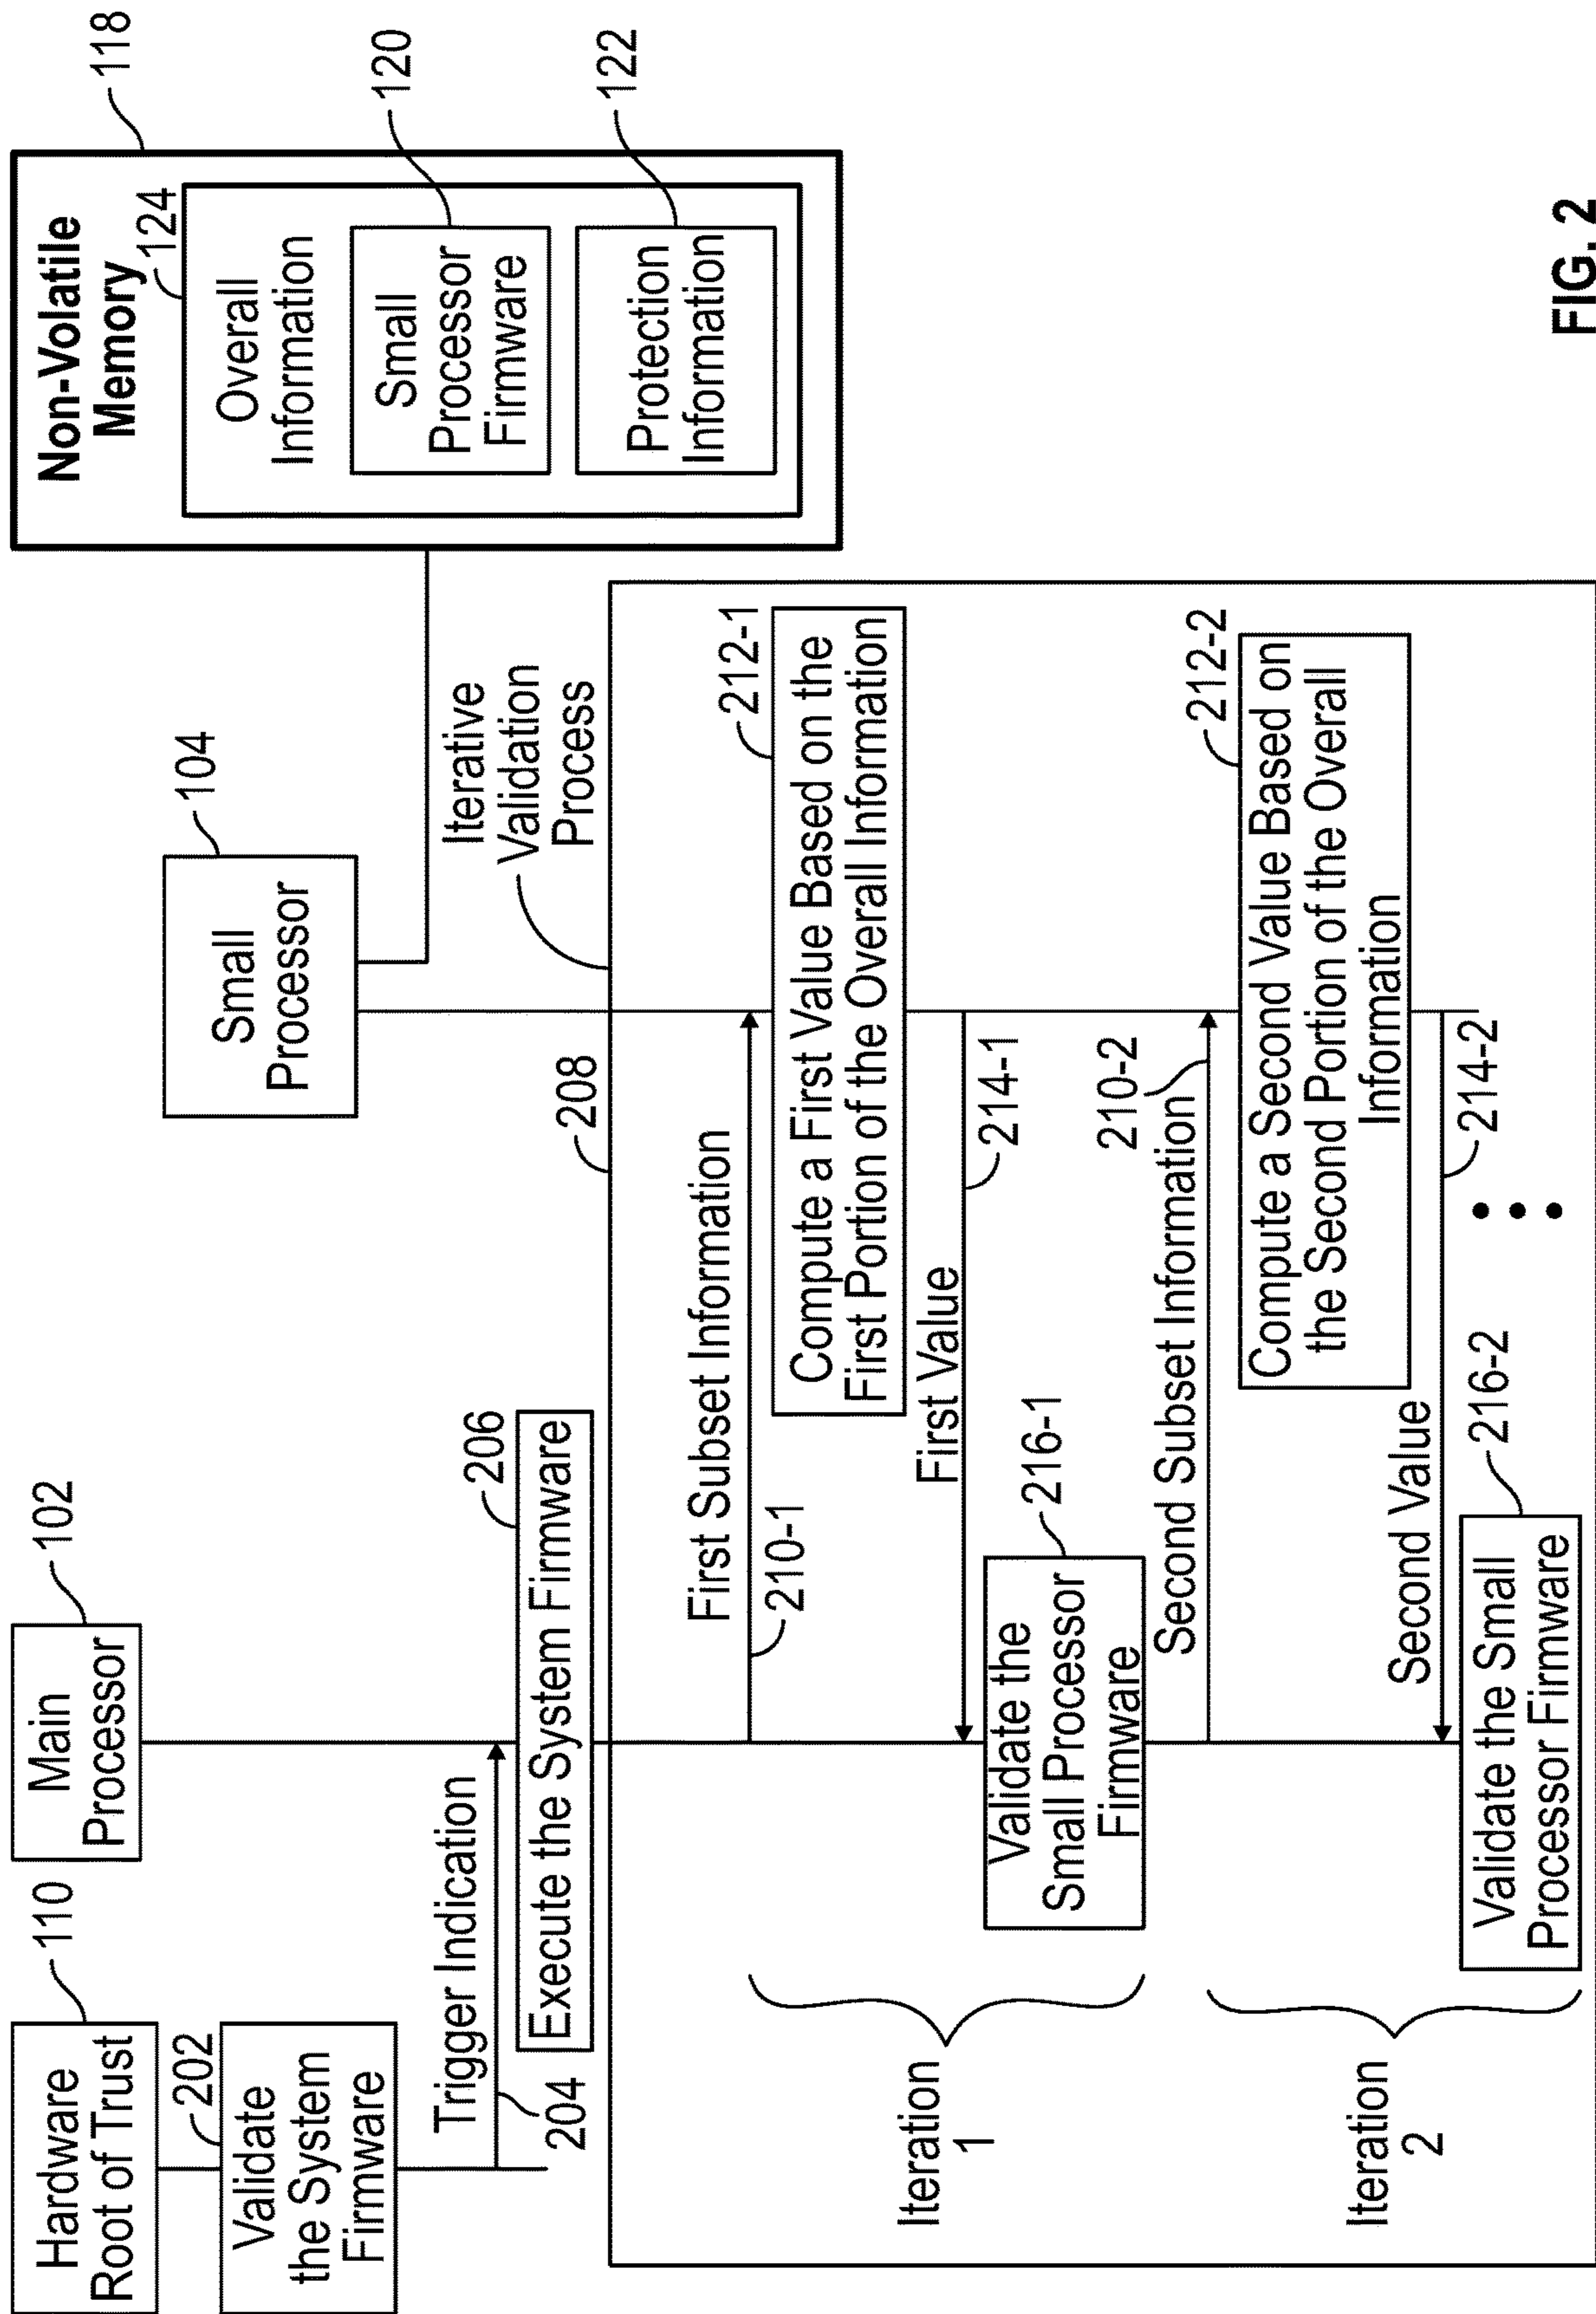 Hardware
Root of Trust
110
Main
Processor
102
Small
Processor
104
Non-Volatile
Memory
118
124
Overall
Information
Small
Processor
Firmware
120
Protection
Information
122
202
Validate
the System
Firmware
Trigger Indication
204
206
Execute the System Firmware
208
Iterative
Validation
Process
First Subset Information
210-1
212-1
Compute a First Value Based on the
First Portion of the Overall Information
First Value
214-1
216-1
Validate the
Small Processor
Firmware
Iteration
1
Second Subset Information
210-2
212-2
Compute a Second Value Based on
the Second Portion of the Overall
Information
Second Value
214-2
216-2
Validate the Small
Processor Firmware
Iteration
2
FIG. 2